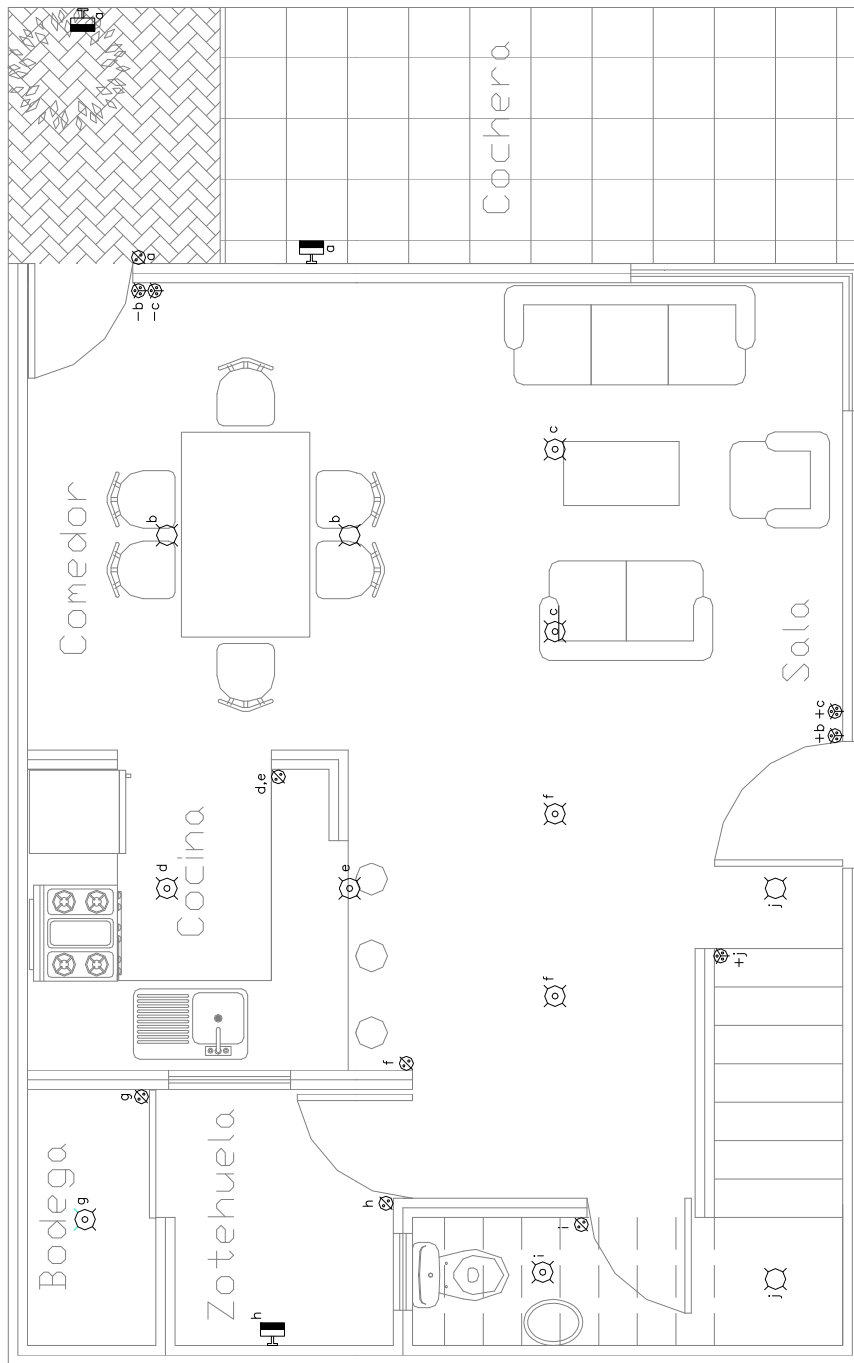 a
Cochera
a
a
−b
−c
c
b
b
Comedor
c
Sala
+b
+c
d,e
f
d
Cocina
e
j
+j
f
f
g
Zotehuela
Bodega
g
h
i
i
h
j